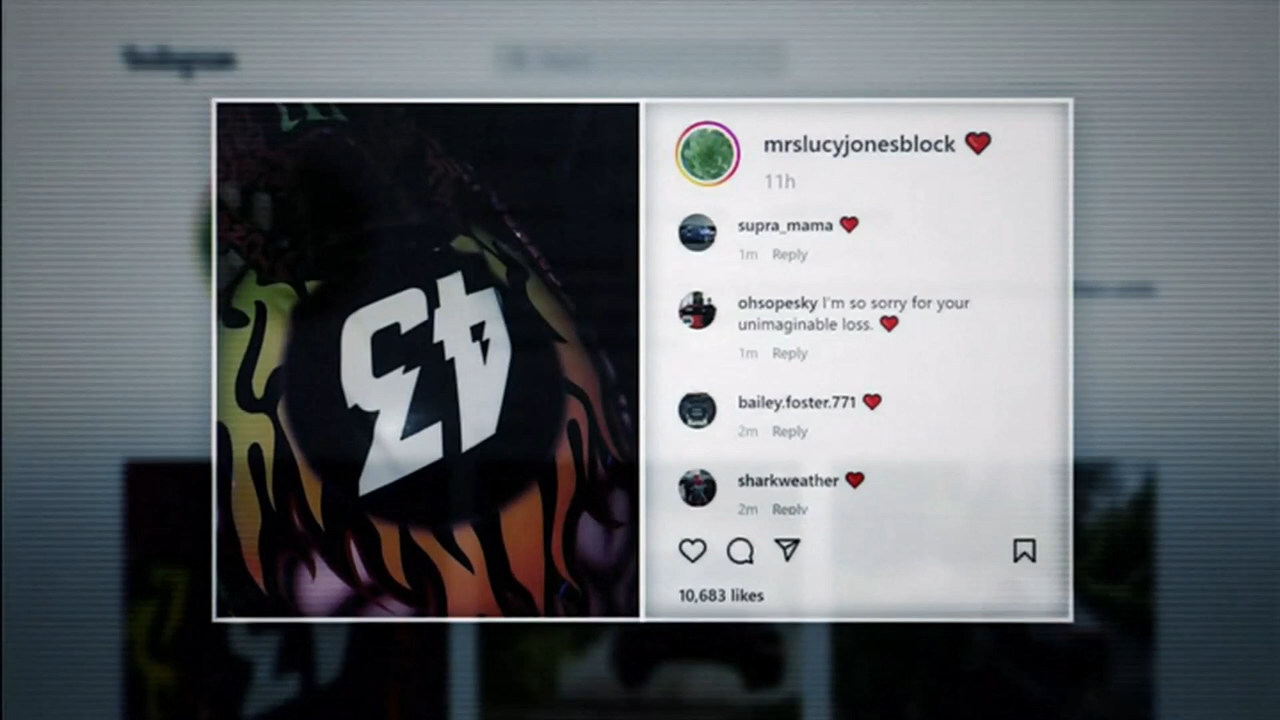 Instagram
43
mrslucyjonesblock ❤️
11h
supra_mama ❤️
1m Reply
ohsopesky I'm so sorry for your
unimaginable loss. ❤️
1m Reply
bailey.foster.771 ❤️
2m Reply
sharkweather ❤️
2m Reply
10,683 likes